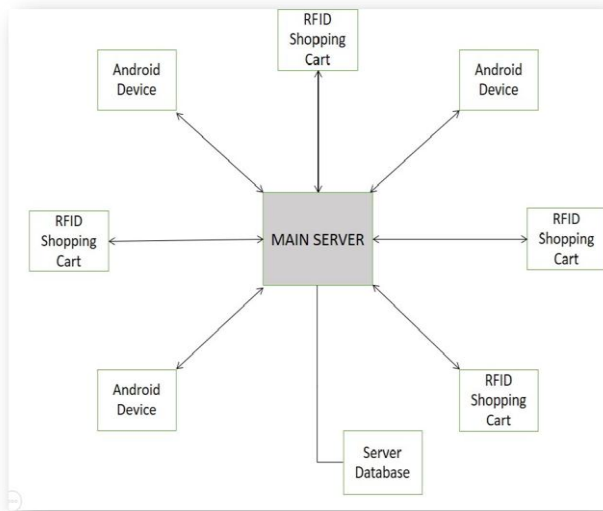 RFID
Shopping
Cart
Android
Device
Android
Device
RFID
Shopping
Cart
MAIN SERVER
RFID
Shopping
Cart
Android
Device
RFID
Shopping
Cart
Server
Database